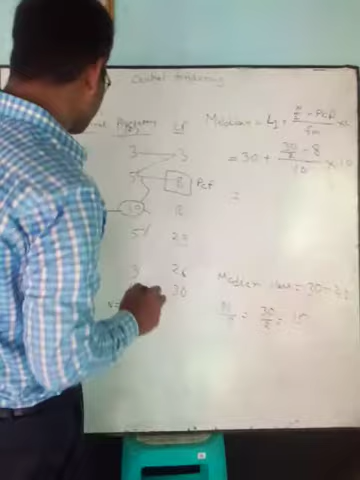 Central tendency
Frequency CF Median = L1 + N/2 - Pcf / fm × c
3 3
= 30 + 30/2 - 8 / 10 × 10
5 8 Pcf
10 18
=
5 23
3 26
Median class = 30 -
30
N/2 = 30/2 = 15